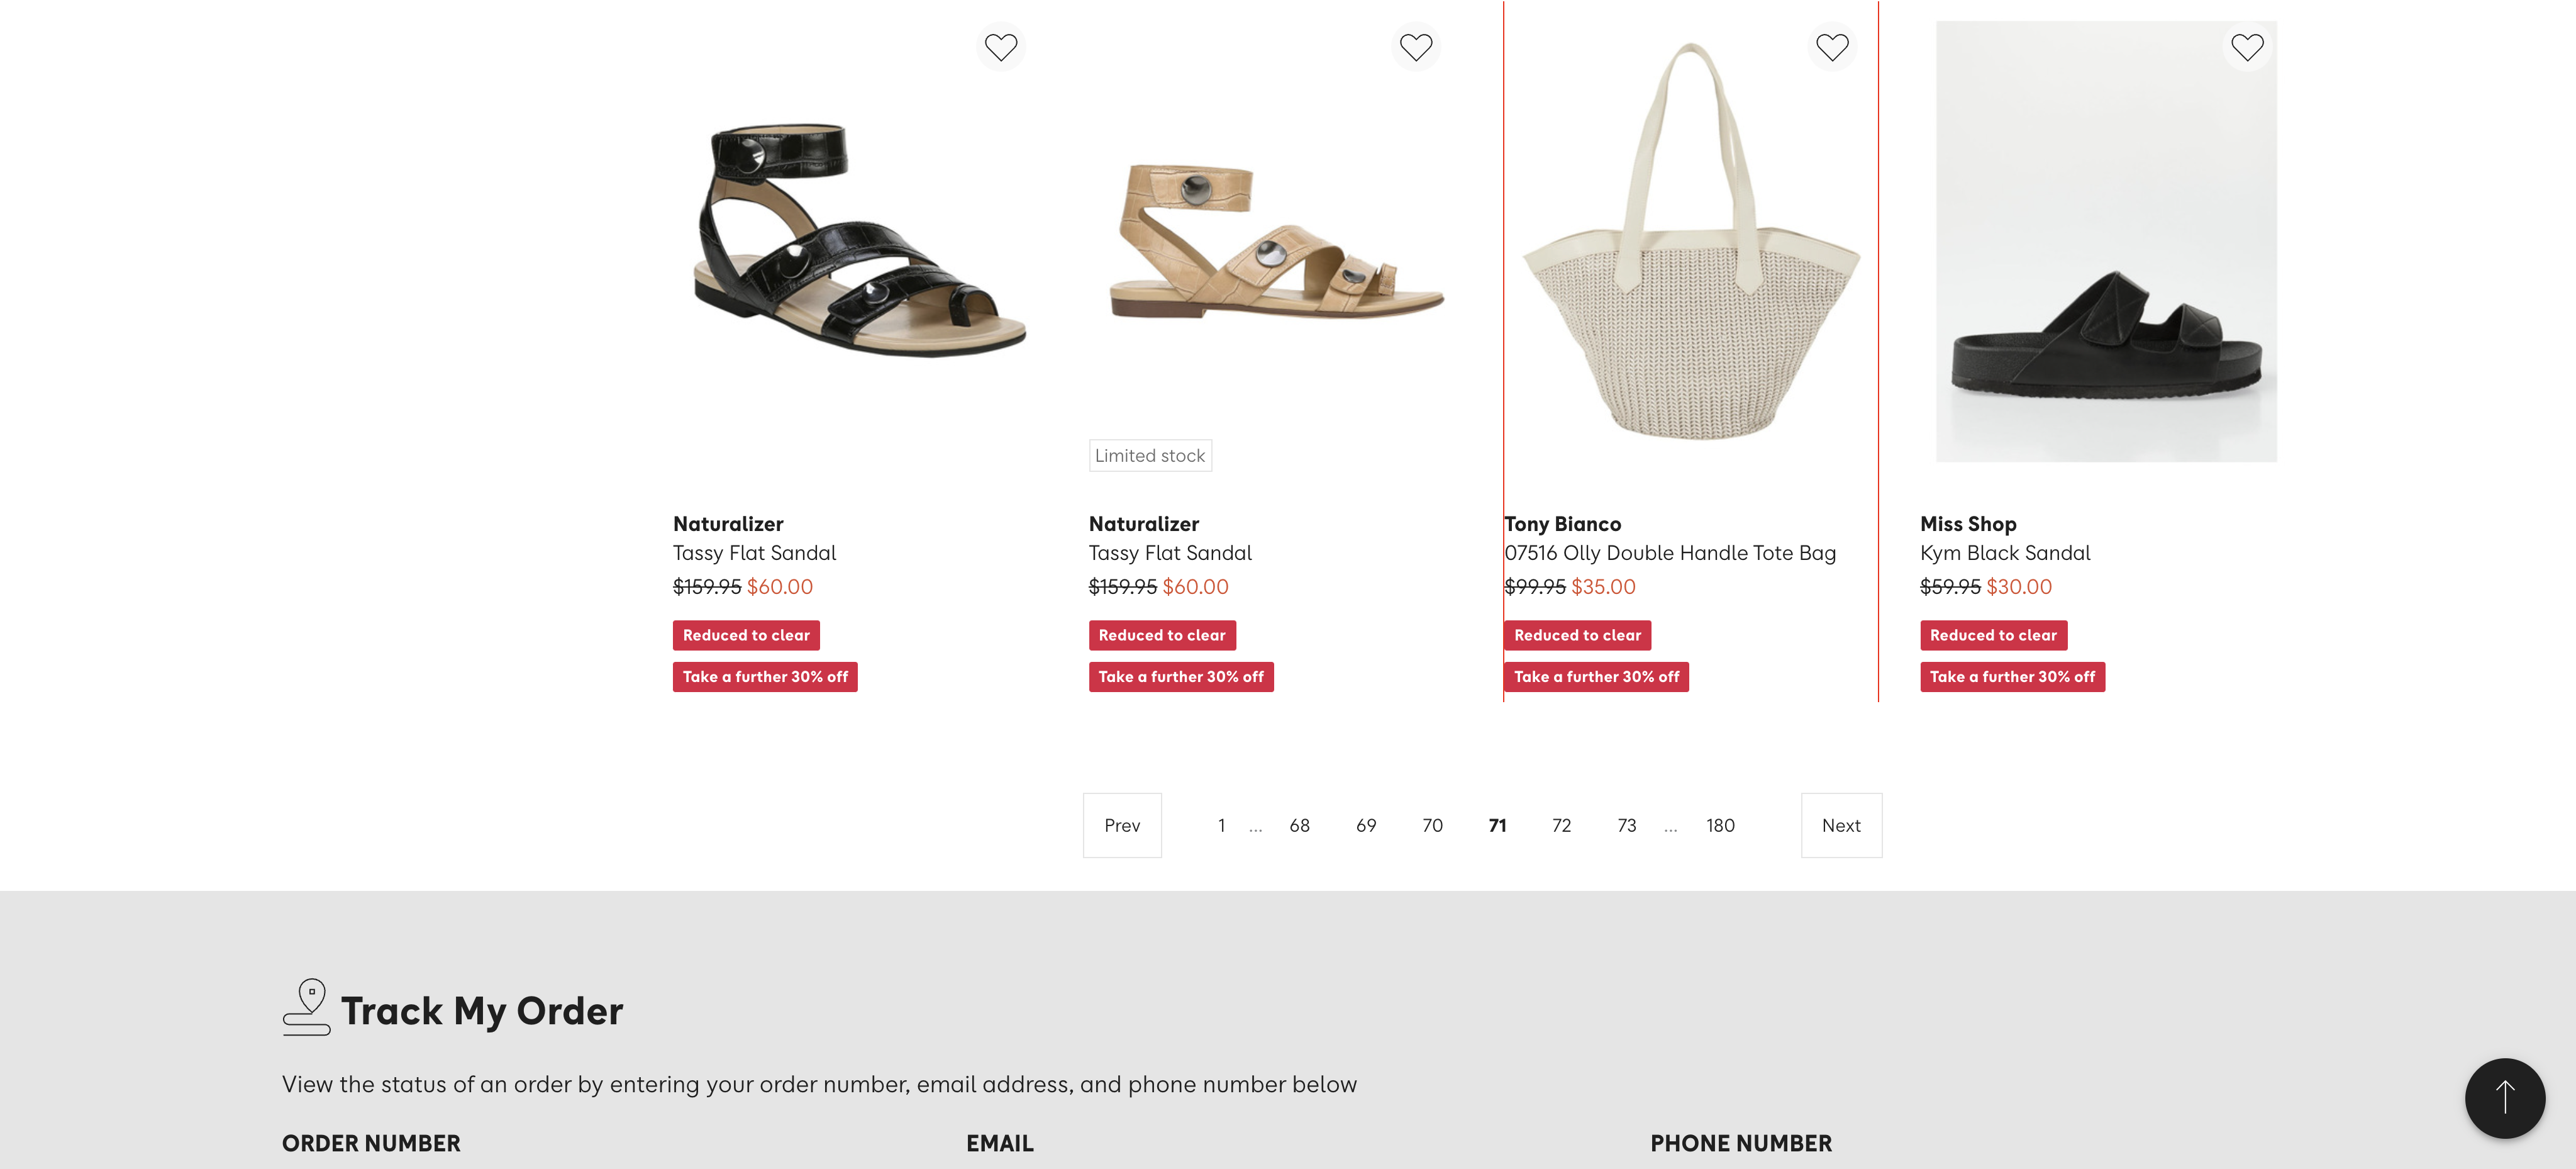 Limited stock
Naturalizer
Tassy Flat Sandal
$159.95 $60.00
Reduced to clear
Take a further 30% off
Naturalizer
Tassy Flat Sandal
$159.95 $60.00
Reduced to clear
Take a further 30% off
Tony Bianco
07516 Olly Double Handle Tote Bag
$99.95 $35.00
Reduced to clear
Take a further 30% off
Miss Shop
Kym Black Sandal
$59.95 $30.00
Reduced to clear
Take a further 30% off
Prev 1 ... 68 69 70 71 72 73 ... 180 Next
Track My Order
View the status of an order by entering your order number, email address, and phone number below
ORDER NUMBER EMAIL PHONE NUMBER